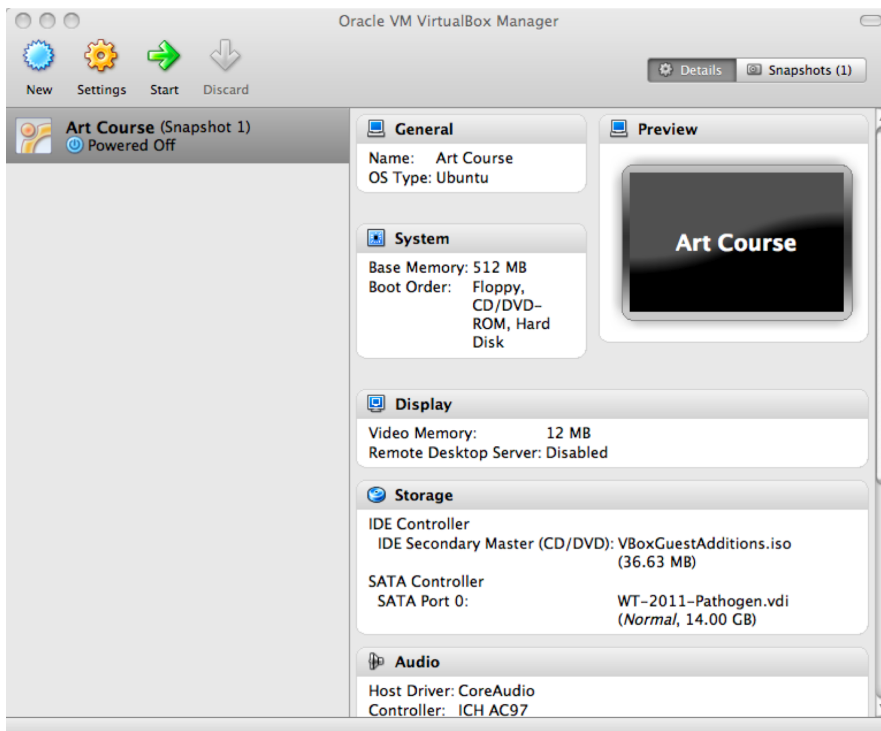 Oracle VM VirtualBox Manager
New Settings Start Discard
Details Snapshots (1)
Art Course (Snapshot 1)
Powered Off
General
Name: Art Course
OS Type: Ubuntu
Preview
Art Course
System
Base Memory: 512 MB
Boot Order: Floppy,
CD/DVD-
ROM, Hard
Disk
Display
Video Memory: 12 MB
Remote Desktop Server: Disabled
Storage
IDE Controller
IDE Secondary Master (CD/DVD): VBoxGuestAdditions.iso
(36.63 MB)
SATA Controller
SATA Port 0: WT-2011-Pathogen.vdi
(Normal, 14.00 GB)
Audio
Host Driver: CoreAudio
Controller: ICH AC97